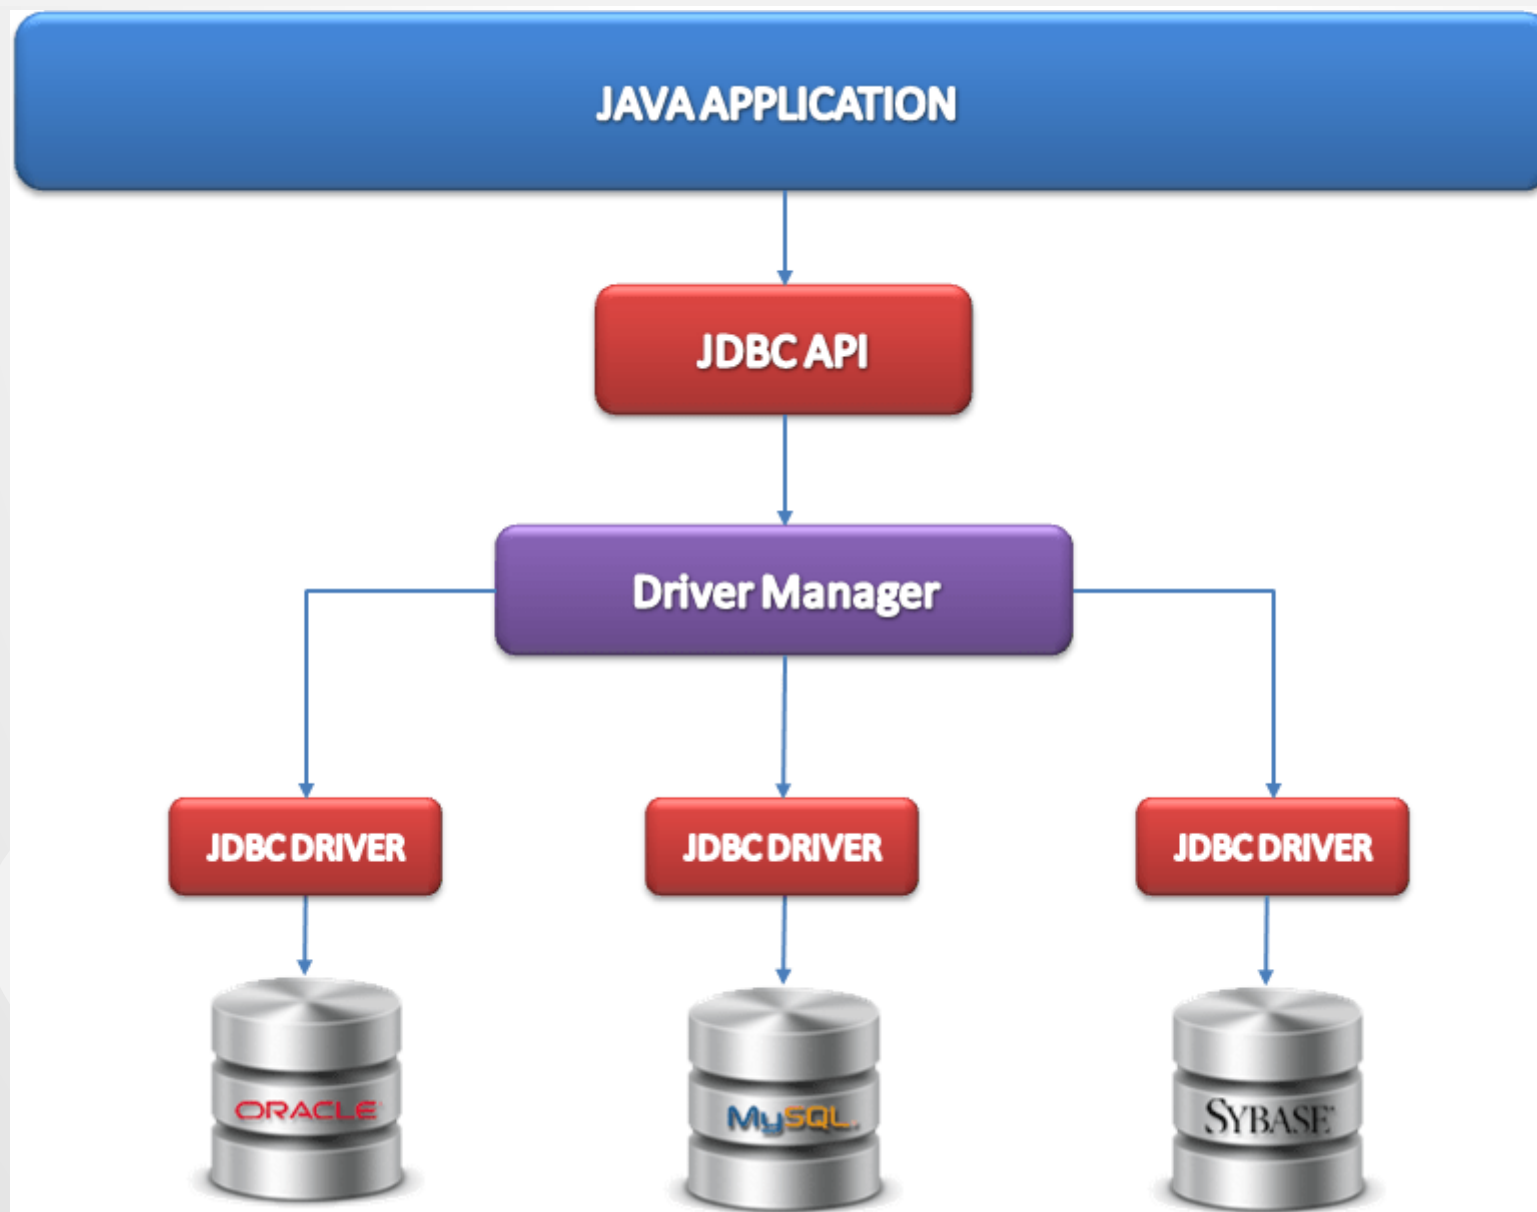 JAVA APPLICATION
JDBC API
Driver Manager
JDBC DRIVER
JDBC DRIVER
JDBC DRIVER
ORACLE
MySQL
SYBASE